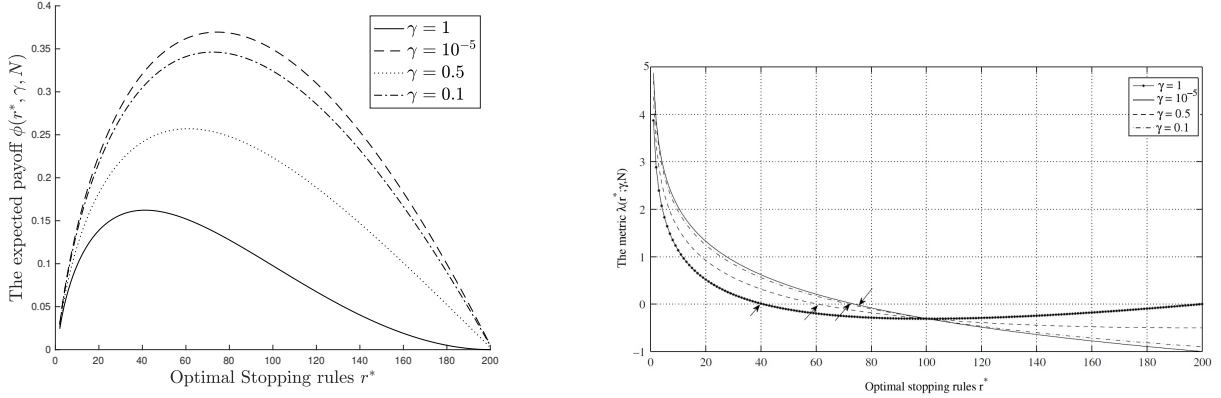 0.4
0.35
0.3
0.25
0.2
0.15
0.1
0.05
0
The expected payoff ϕ(r*, γ, N)
γ = 1
γ = 10⁻⁵
γ = 0.5
γ = 0.1
0 20 40 60 80 100 120 140 160 180 200
Optimal Stopping rules r*
5
4
3
2
1
0
−1
The metric λ(r*;γ,N)
γ = 1
γ = 10⁻⁵
γ = 0.5
γ = 0.1
0 20 40 60 80 100 120 140 160 180 200
Optimal stopping rules r*